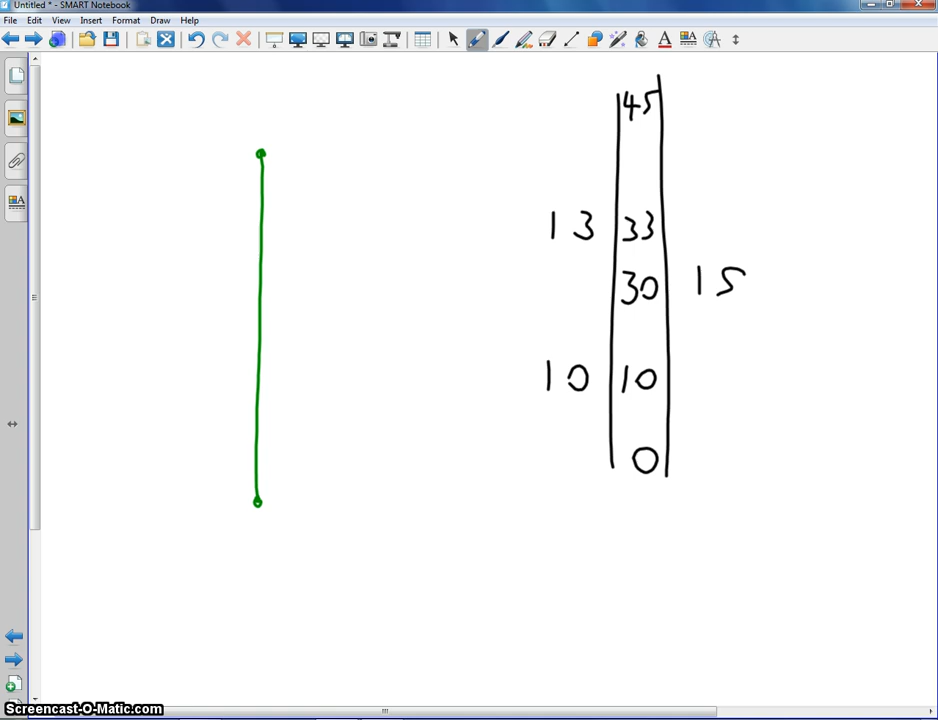 Untitled * - SMART Notebook
File Edit View Insert Format Draw Help
45
13 33
30 15
10 10
0
Screencast-O-Matic.com